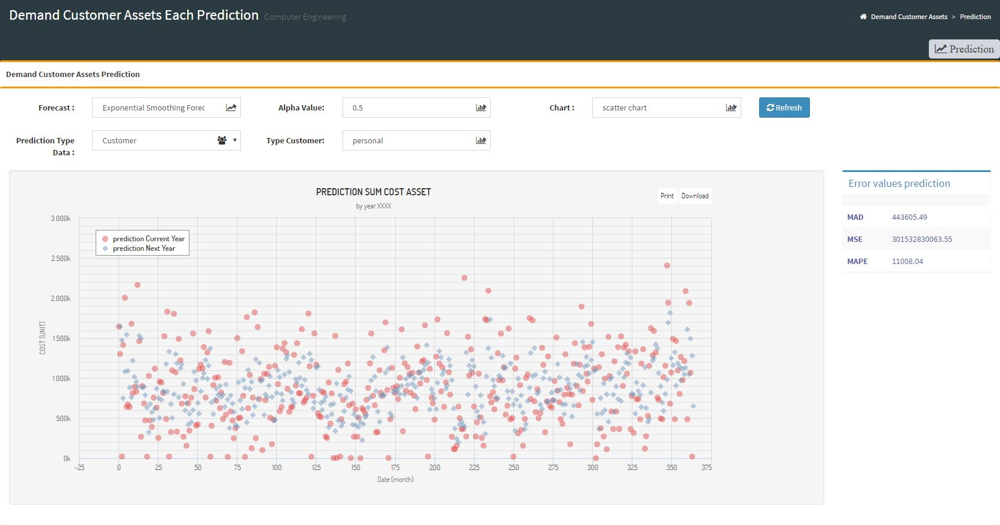 Demand Customer Assets Each Prediction Computer Engineering
Demand Customer Assets > Prediction
Prediction
Demand Customer Assets Prediction
Forecast : Exponential Smoothing Forec Alpha Value: 0.5 Chart : scatter chart Refresh
Prediction Type Data : Customer Type Customer: personal
PREDICTION SUM COST ASSET
by year XXXX
Print Download
prediction Current Year
prediction Next Year
COST (UNIT)
3 000k
2 500k
2 000k
1 500k
1 000k
500k
0k
-25 0 25 50 75 100 125 150 175 200 225 250 275 300 325 350 375
Date (month)
Error values prediction
MAD 443605.49
MSE 301532830063.55
MAPE 11008.04